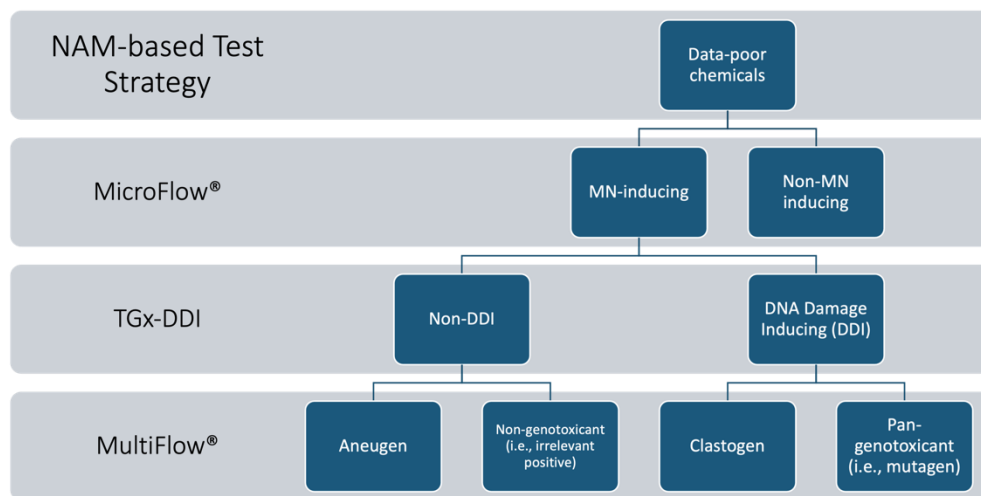 NAM-based Test
Strategy
Data-poor
chemicals
MicroFlow®
MN-inducing
Non-MN
inducing
TGx-DDI
Non-DDI
DNA Damage
Inducing (DDI)
MultiFlow®
Aneugen
Non-genotoxicant
(i.e., irrelevant
positive)
Clastogen
Pan-
genotoxicant
(i.e., mutagen)